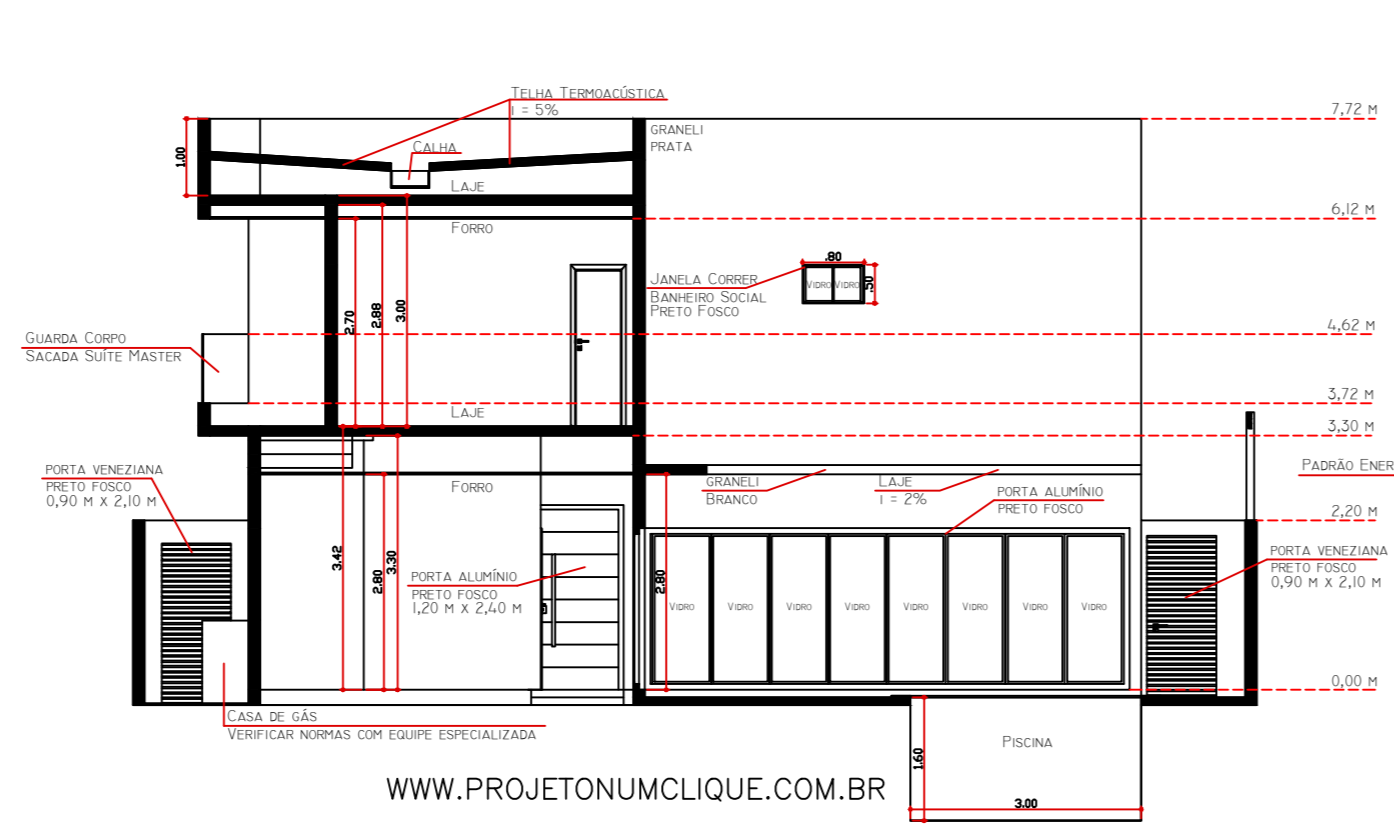 TELHA TERMOACÚSTICA
I = 5%
7,72 M
GRANELI
PRATA
1.00
CALHA
LAJE
6,12 M
FORRO
.80
JANELA CORRER
BANHEIRO SOCIAL
PRETO FOSCO
VIDRO VIDRO
.50
2.70
2.88
3.00
4,62 M
GUARDA CORPO
SACADA SUÍTE MASTER
3,72 M
LAJE
3,30 M
PORTA VENEZIANA
PRETO FOSCO
0,90 M X 2,10 M
FORRO
GRANELI
BRANCO
LAJE
I = 2%
PORTA ALUMÍNIO
PRETO FOSCO
PADRÃO ENER
2,20 M
3.42
2.80
3.30
PORTA ALUMÍNIO
PRETO FOSCO
1,20 M X 2,40 M
2.80
VIDRO VIDRO VIDRO VIDRO VIDRO VIDRO VIDRO VIDRO
PORTA VENEZIANA
PRETO FOSCO
0,90 M X 2,10 M
0,00 M
CASA DE GÁS
VERIFICAR NORMAS COM EQUIPE ESPECIALIZADA
PISCINA
1.60
3.00
WWW.PROJETONUMCLIQUE.COM.BR